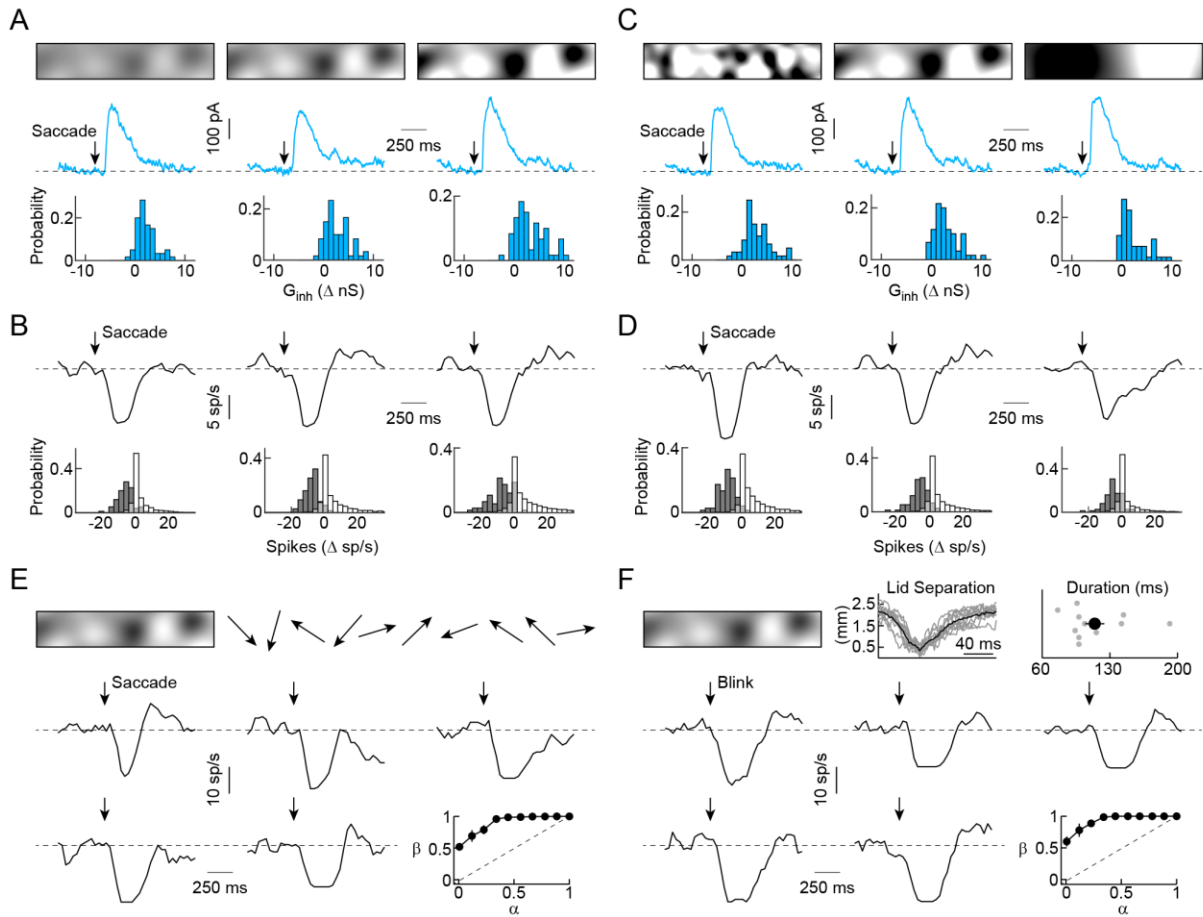 A
Saccade
100 pA
250 ms
Probability
0.2
0
-10 0 10
-10 0 10
-10 0 10
G_inh (Δ nS)
C
Saccade
100 pA
250 ms
Probability
0.2
0
0.2
0
0.2
0
-10 0 10
-10 0 10
-10 0 10
G_inh (Δ nS)
B
Saccade
5 sp/s
250 ms
Probability
0.4
0
0.4
0
0.4
0
-20 0 20
-20 0 20
-20 0 20
Spikes (Δ sp/s)
D
Saccade
5 sp/s
250 ms
Probability
0.4
0
0.4
0
0.4
0
-20 0 20
-20 0 20
-20 0 20
Spikes (Δ sp/s)
E
Saccade
10 sp/s
250 ms
1
β 0.5
0
0 0.5 1
α
F
Lid Separation
(mm)
2.5
1.5
0.5
40 ms
Duration (ms)
60 130 200
Blink
10 sp/s
250 ms
1
β 0.5
0
0 0.5 1
α